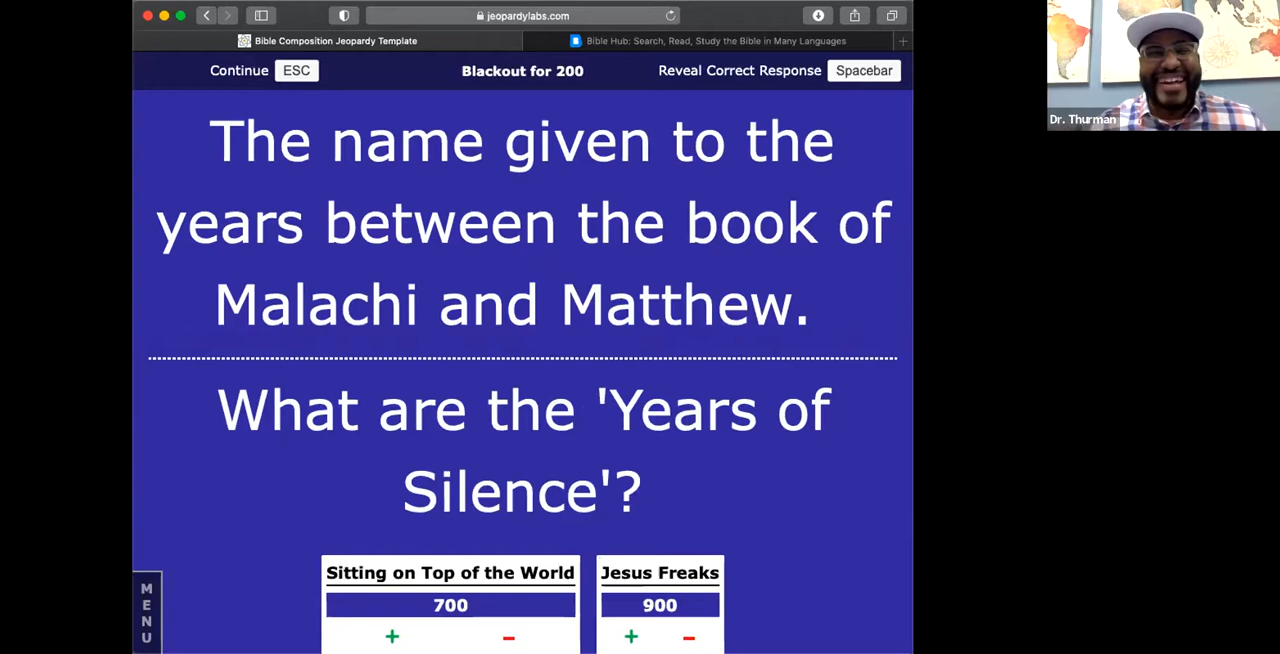 jeopardylabs.com
Bible Composition Jeopardy Template
Bible Hub: Search, Read, Study the Bible in Many Languages
Continue ESC
Blackout for 200
Reveal Correct Response Spacebar
The name given to the
years between the book of
Malachi and Matthew.
What are the 'Years of
Silence'?
Sitting on Top of the World
700
+ -
Jesus Freaks
900
+ -
MENU
Dr. Thurman